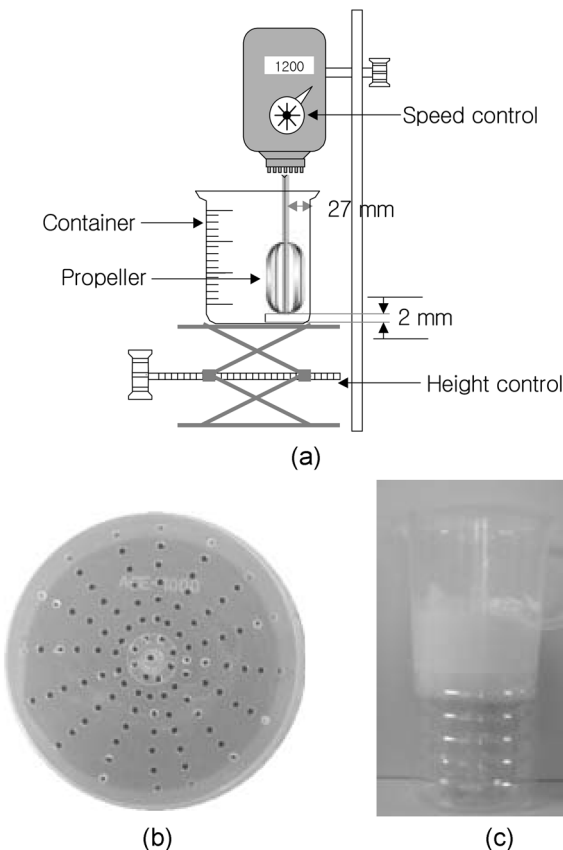 1200
Speed control
27 mm
Container
Propeller
2 mm
Height control
(a)
(b)
(c)